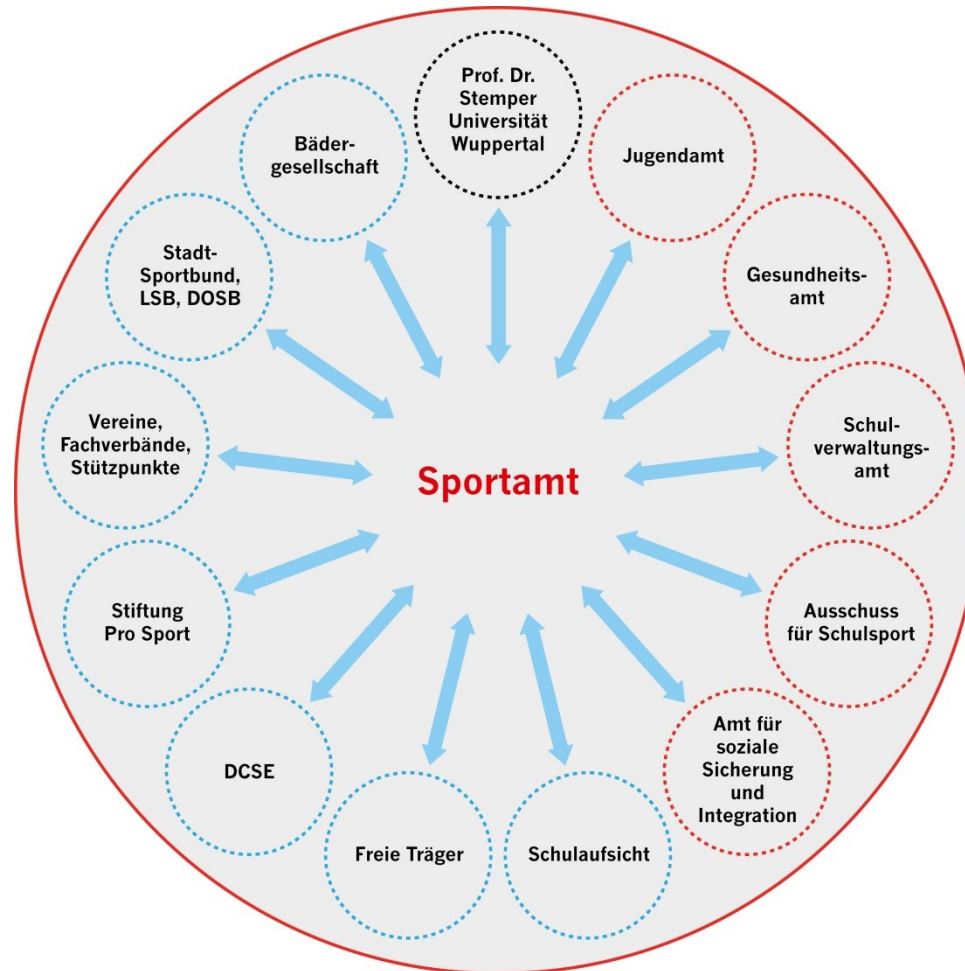 Prof. Dr.
Stemper
Universität
Wuppertal
Jugendamt
Gesundheits-
amt
Schul-
verwaltungs-
amt
Ausschuss
für Schulsport
Amt für
soziale
Sicherung
und
Integration
Schulaufsicht
Freie Träger
DCSE
Stiftung
Pro Sport
Vereine,
Fachverbände,
Stützpunkte
Stadt-
Sportbund,
LSB, DOSB
Bäder-
gesellschaft
Sportamt